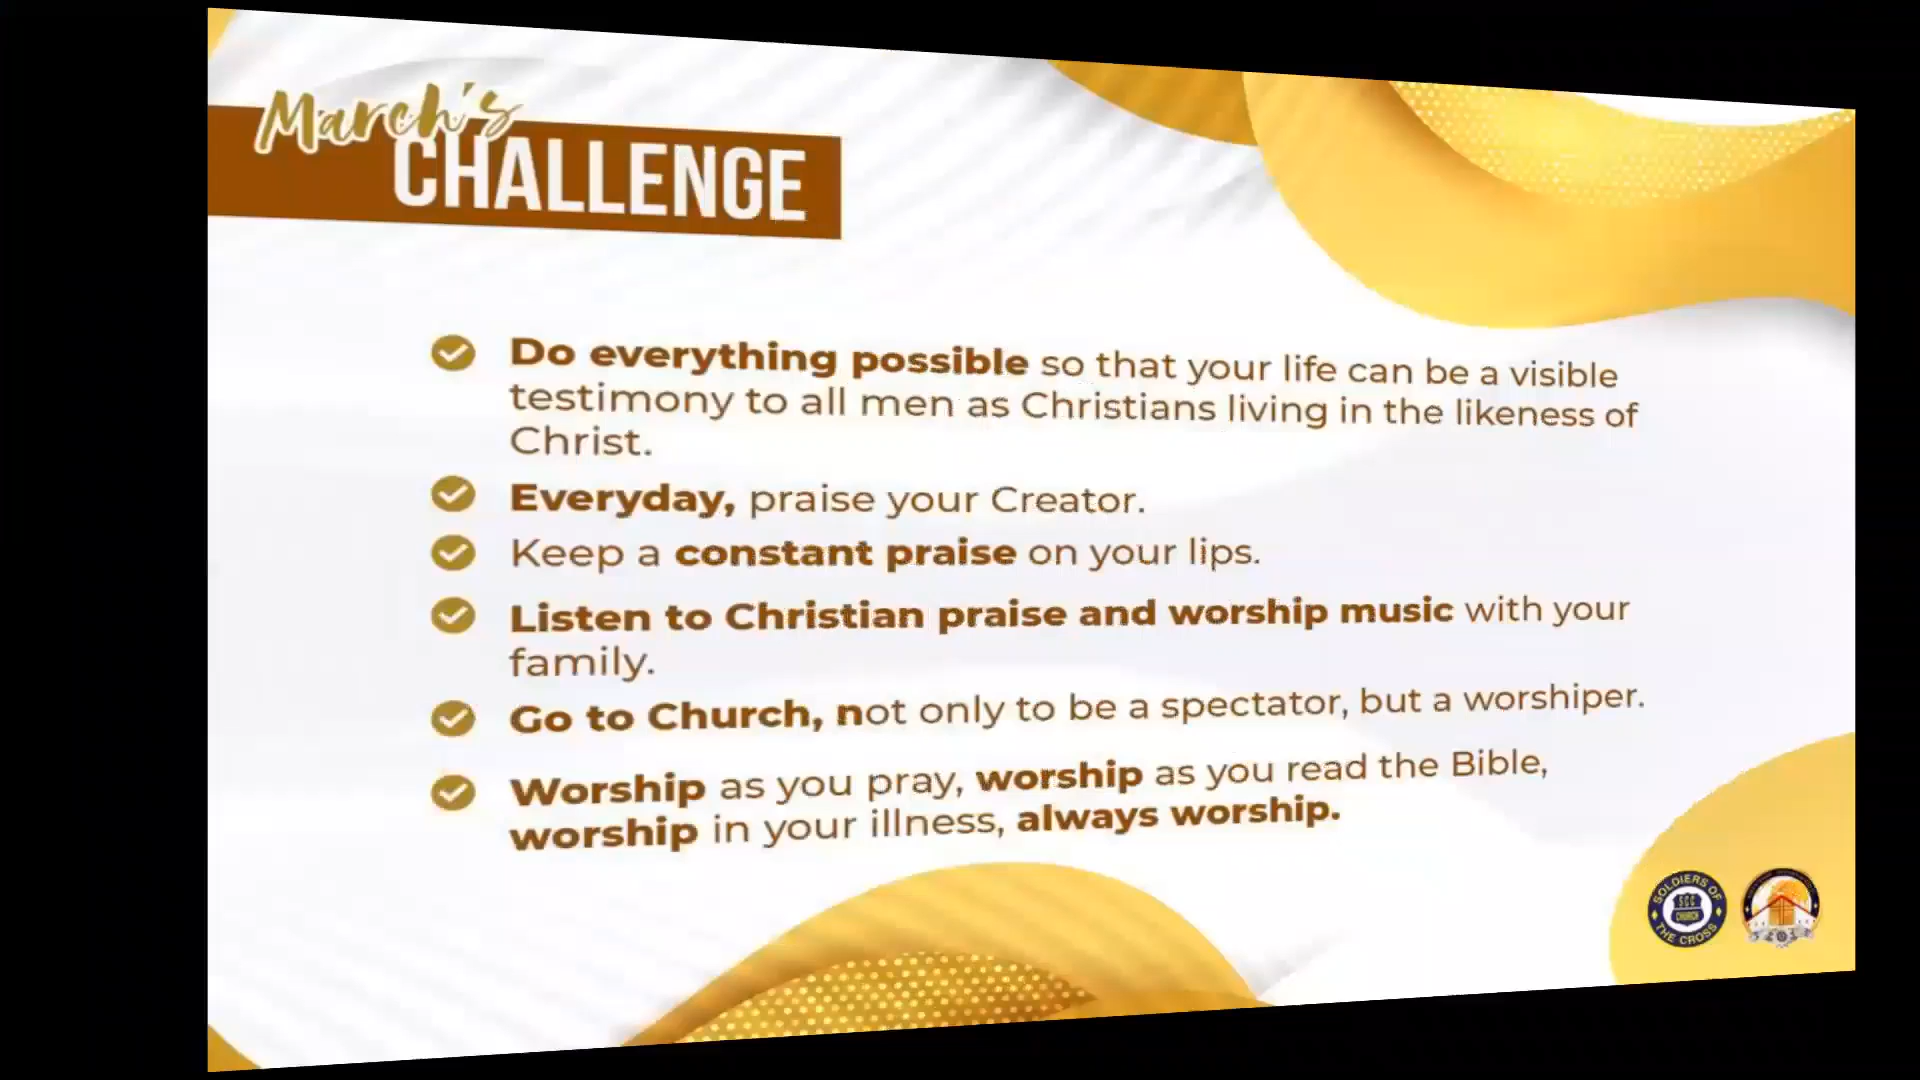 March's
CHALLENGE
Do everything possible so that your life can be a visible
testimony to all men as Christians living in the likeness of
Christ.
Everyday, praise your Creator.
Keep a constant praise on your lips.
Listen to Christian praise and worship music with your
family.
Go to Church, not only to be a spectator, but a worshiper.
Worship as you pray, worship as you read the Bible,
worship in your illness, always worship.
SOLDIERS OF
SCC
CHURCH
THE CROSS